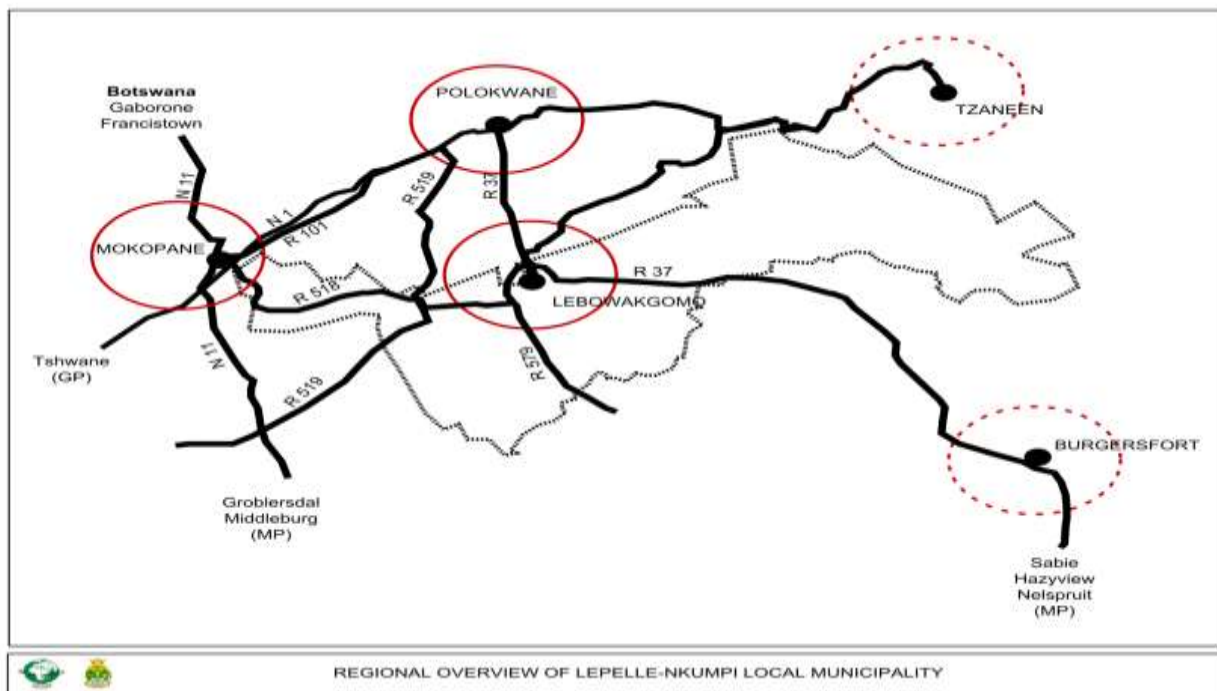 Botswana
Gaborone
Francistown
POLOKWANE
TZANEEN
N 11
R 519
R 37
N 1
R 101
MOKOPANE
R 518
R 37
LEBOWAKGOMO
Tshwane
(GP)
N 11
R 579
R 519
BURGERSFORT
Groblersdal
Middleburg
(MP)
Sabie
Hazyview
Nelspruit
(MP)
REGIONAL OVERVIEW OF LEPELLE-NKUMPI LOCAL MUNICIPALITY